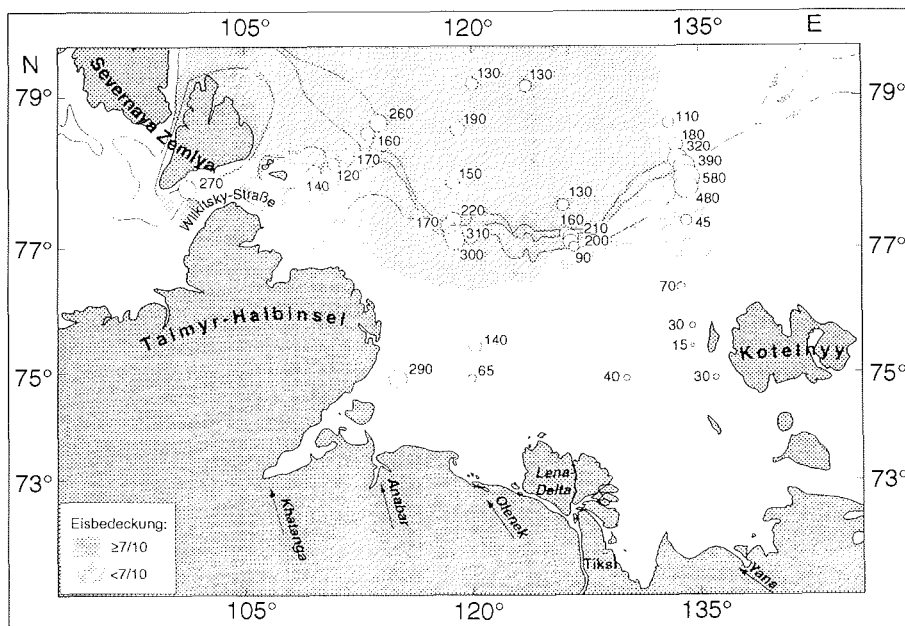 105° 120° 135° E
N
79° 79°
Severnaya Zemlya
130 130
260 190 110
160 180
170 320
390
270 140 120 150 580
480
Wilkitsky-Straße
130
220 160 210 45
170 310 200
77° 300 90 77°
70
Taimyr-Halbinsel
140 30
15 Kotelnyy
75° 290 65 40 30 75°
73° 73°
Khatanga
Anabar
Olenek
Lena-
Delta
Tiksi
Yana
Eisbedeckung:
≥7/10
<7/10
105° 120° 135°